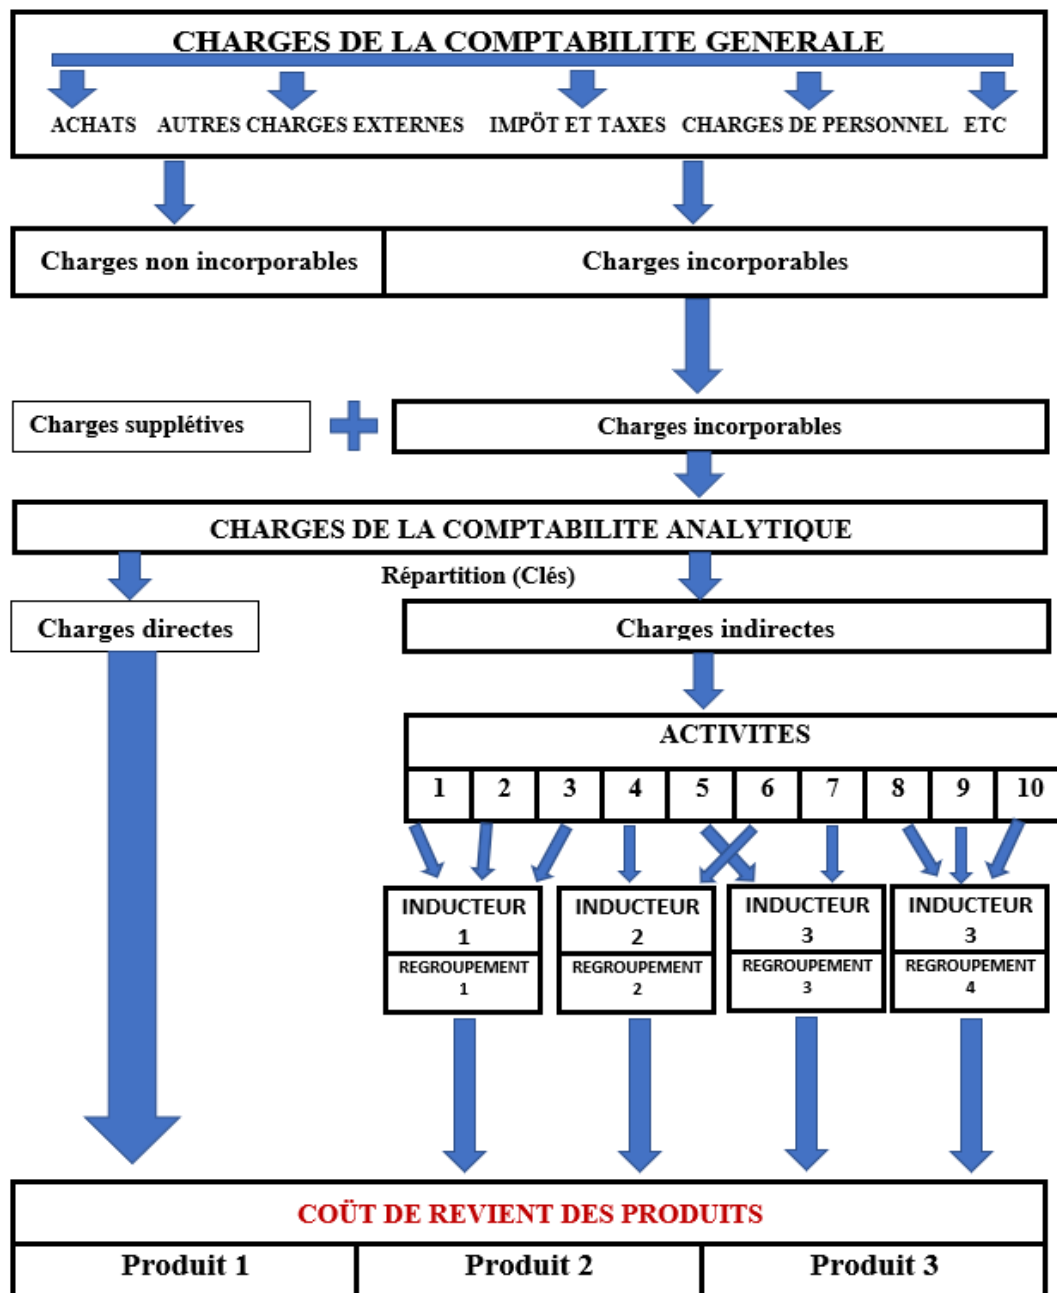 CHARGES DE LA COMPTABILITE GENERALE
ACHATS AUTRES CHARGES EXTERNES IMPÖT ET TAXES CHARGES DE PERSONNEL ETC
Charges non incorporables Charges incorporables
Charges supplétives Charges incorporables
CHARGES DE LA COMPTABILITE ANALYTIQUE
Répartition (Clés)
Charges directes Charges indirectes
ACTIVITES
1 2 3 4 5 6 7 8 9 10
INDUCTEUR
1
REGROUPEMENT
1
INDUCTEUR
2
REGROUPEMENT
2
INDUCTEUR
3
REGROUPEMENT
3
INDUCTEUR
3
REGROUPEMENT
4
COÜT DE REVIENT DES PRODUITS
Produit 1 Produit 2 Produit 3